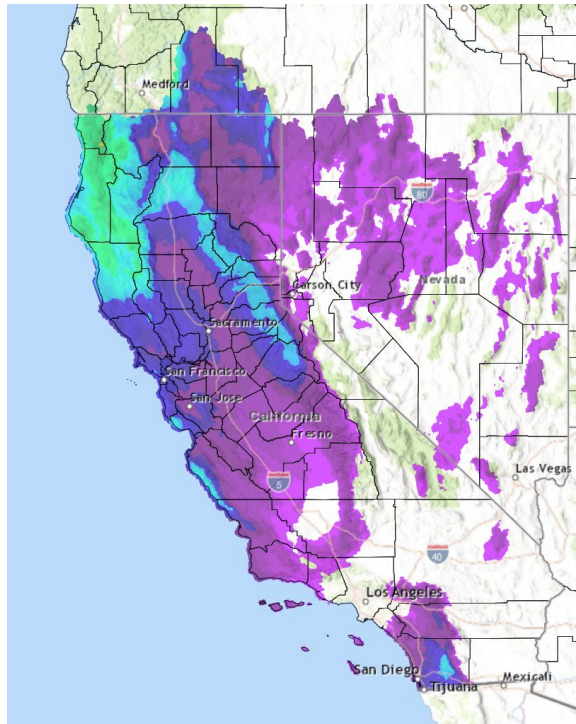 Medford
80
Carson City
Nevada
Sacramento
San Francisco
San Jose
California
Fresno
5
Las Vegas
40
Los Angeles
San Diego
Mexicali
Tijuana